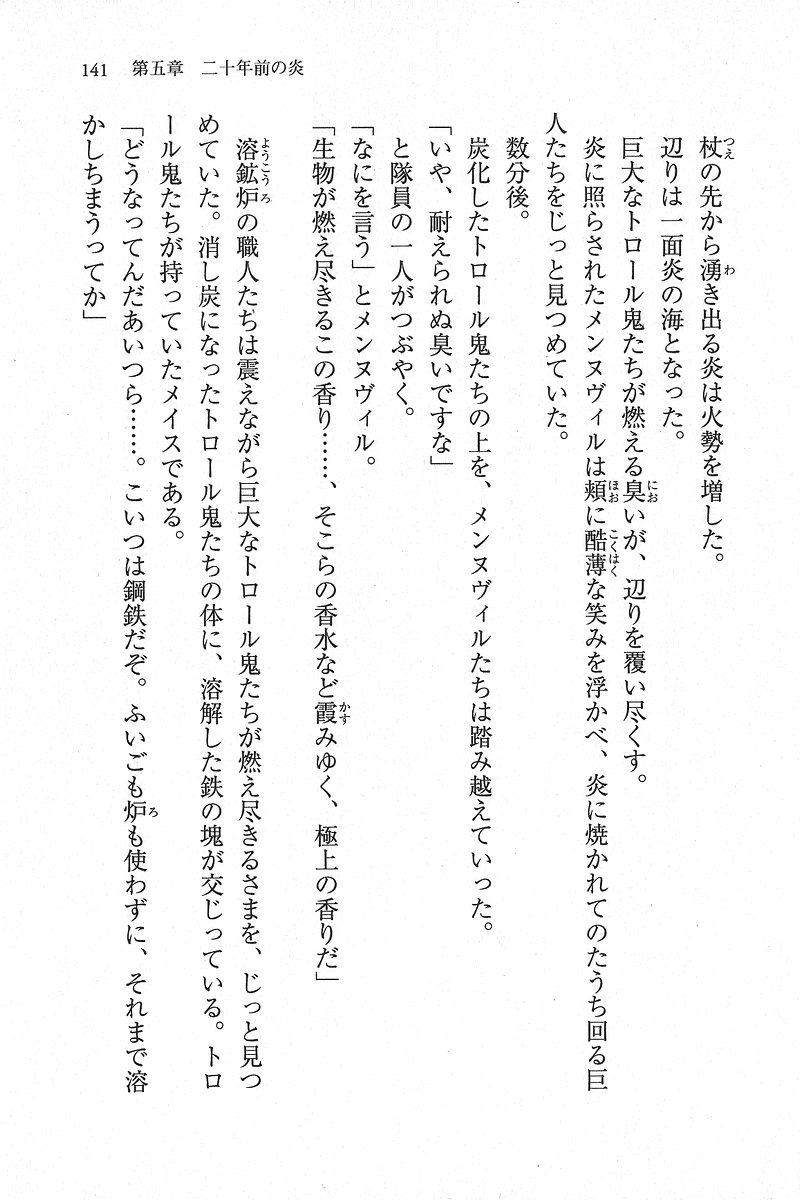 141　第五章　二十年前の炎
杖の先から湧き出る炎は火勢を増した。
辺りは一面炎の海となった。
巨大なトロール鬼たちが燃える臭いが、辺りを覆い尽くす。
炎に照らされたメンヌヴィルは頬に酷薄な笑みを浮かべ、炎に焼かれてのたうち回る巨
人たちをじっと見つめていた。
数分後。
炭化したトロール鬼たちの上を、メンヌヴィルたちは踏み越えていった。
「いや、耐えられぬ臭いですな」
と隊員の一人がつぶやく。
「なにを言う」とメンヌヴィル。
「生物が燃え尽きるこの香り……、そこらの香水など霞みゆく、極上の香りだ」
溶鉱炉の職人たちは震えながら巨大なトロール鬼たちが燃え尽きるさまを、じっと見つ
めていた。消し炭になったトロール鬼たちの体に、溶解した鉄の塊が交じっている。トロ
ール鬼たちが持っていたメイスである。
「どうなってんだあいつら……。こいつは鋼鉄だぞ。ふいごも炉も使わずに、それまで溶
かしちまうってか」